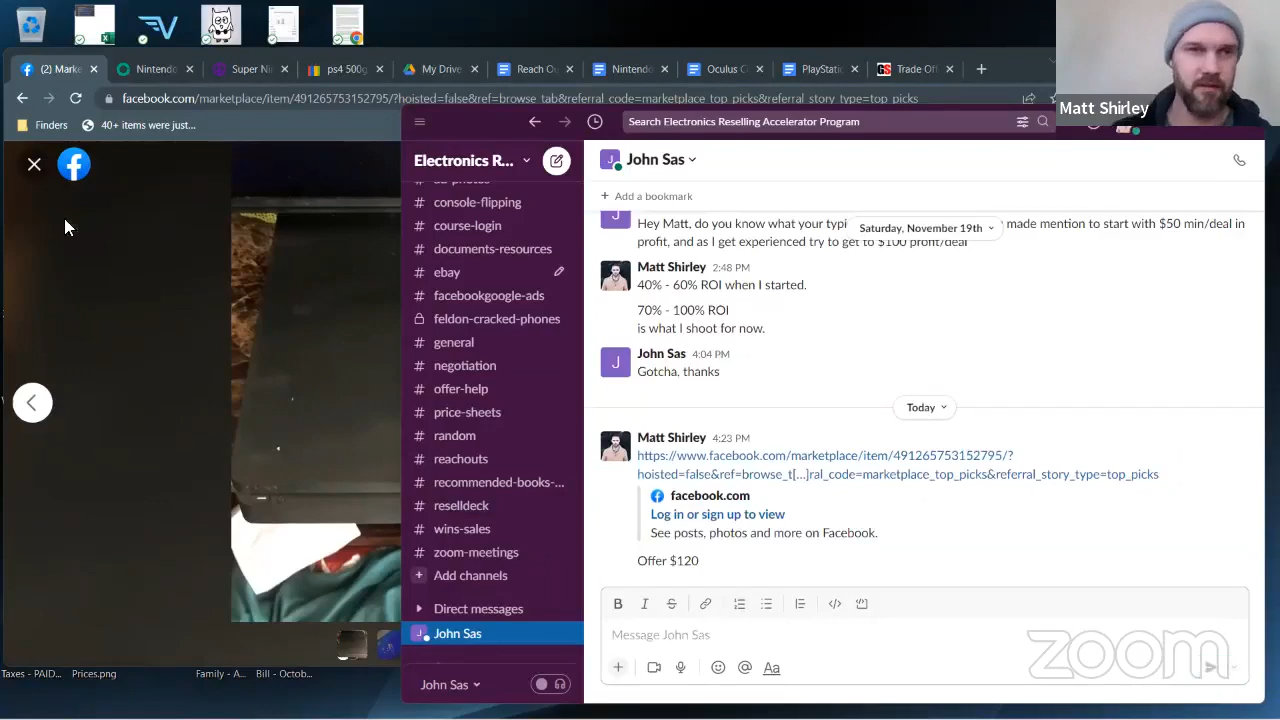 (2) Marke
Nintendo
Super Ni
ps4 500g
My Drive
Reach Ou
Nintendo
Oculus
PlayStatio
Trade Off
facebook.com/marketplace/item/491265753152795/?hoisted=false&ref=browse_tab&referral_code=marketplace_top_picks&referral_story_type=top_picks
Finders
40+ items were just...
Matt Shirley
Search Electronics Reselling Accelerator Program
Electronics R...
# console-flipping
# course-login
# documents-resources
# ebay
# facebookgoogle-ads
feldon-cracked-phones
# general
# negotiation
# offer-help
# price-sheets
# random
# reachouts
# recommended-books-...
# reselldeck
# wins-sales
# zoom-meetings
+ Add channels
Direct messages
J John Sas
John Sas
J John Sas
+ Add a bookmark
J
Hey Matt, do you know what your typi
made mention to start with $50 min/deal in
Saturday, November 19th
profit, and as I get experienced try to get to $100 profit/deal
Matt Shirley 2:48 PM
40% - 60% ROI when I started.
70% - 100% ROI
is what I shoot for now.
J John Sas 4:04 PM
Gotcha, thanks
Today
Matt Shirley 4:23 PM
https://www.facebook.com/marketplace/item/491265753152795/?
hoisted=false&ref=browse_t[...]ral_code=marketplace_top_picks&referral_story_type=top_picks
facebook.com
Log in or sign up to view
See posts, photos and more on Facebook.
Offer $120
B I S
Message John Sas
Aa
zoom
Taxes - PAID...
Prices.png
Family - A...
Bill - Octob...